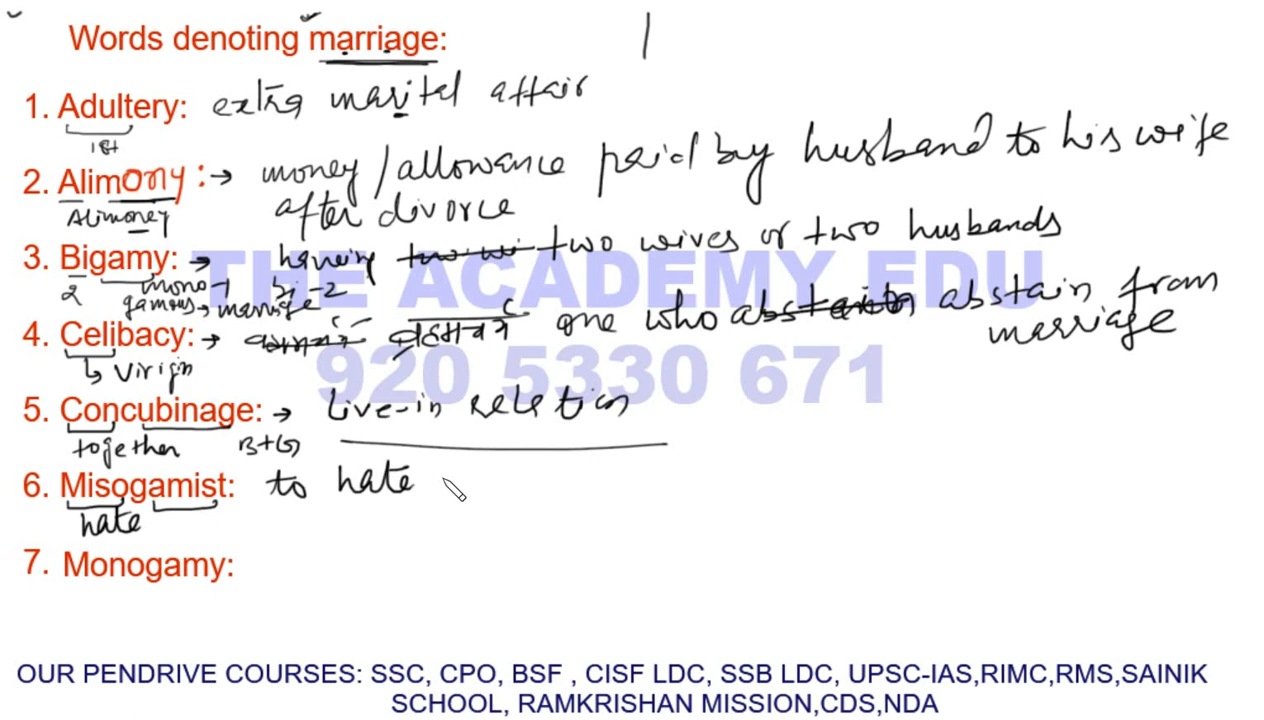 Words denoting marriage:
1. Adultery: extra marital affair
1st
2. Alimony: → money / allowance paid by husband to his wife
Alimoney after divorce
3. Bigamy: → having two wives or two husbands
2 mono-1 bi-2
gamous → marriage
4. Celibacy: → one who abstain from
marriage
↳ virign
5. Concubinage: → Live-in relation
together B+G
6. Misogamist: to hate
hate
7. Monogamy:
THE ACADEMY EDU
920 5330 671
OUR PENDRIVE COURSES: SSC, CPO, BSF , CISF LDC, SSB LDC, UPSC-IAS,RIMC,RMS,SAINIK
SCHOOL, RAMKRISHAN MISSION,CDS,NDA